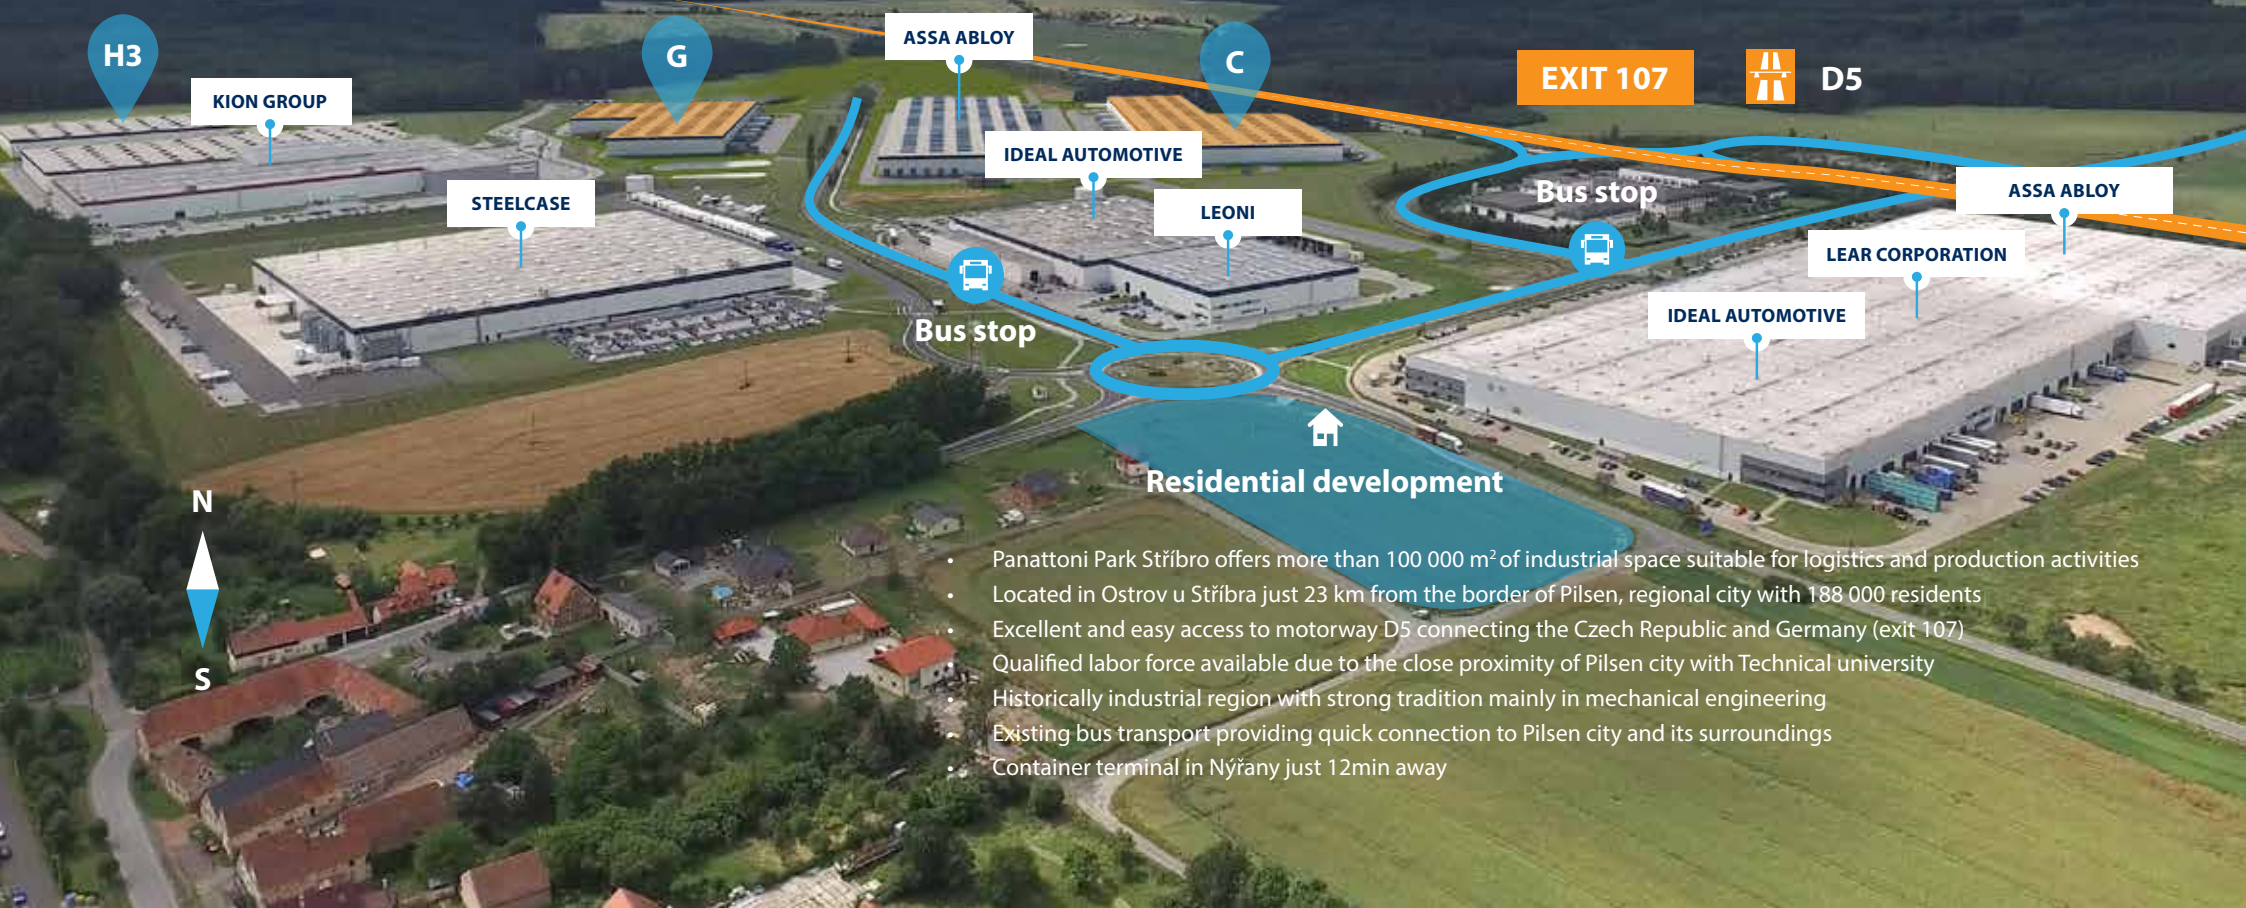 H3
G
ASSA ABLOY
C
EXIT 107
D5
KION GROUP
IDEAL AUTOMOTIVE
STEELCASE
LEONI
Bus stop
ASSA ABLOY
LEAR CORPORATION
IDEAL AUTOMOTIVE
Bus stop
Residential development
N
S
• Panattoni Park Stříbro offers more than 100 000 m² of industrial space suitable for logistics and production activities
• Located in Ostrov u Stříbra just 23 km from the border of Pilsen, regional city with 188 000 residents
• Excellent and easy access to motorway D5 connecting the Czech Republic and Germany (exit 107)
• Qualified labor force available due to the close proximity of Pilsen city with Technical university
• Historically industrial region with strong tradition mainly in mechanical engineering
• Existing bus transport providing quick connection to Pilsen city and its surroundings
• Container terminal in Nýřany just 12min away